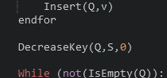 Insert(Q,v)
endfor
DecreaseKey(Q,S,0)
While (not(IsEmpty(Q)):